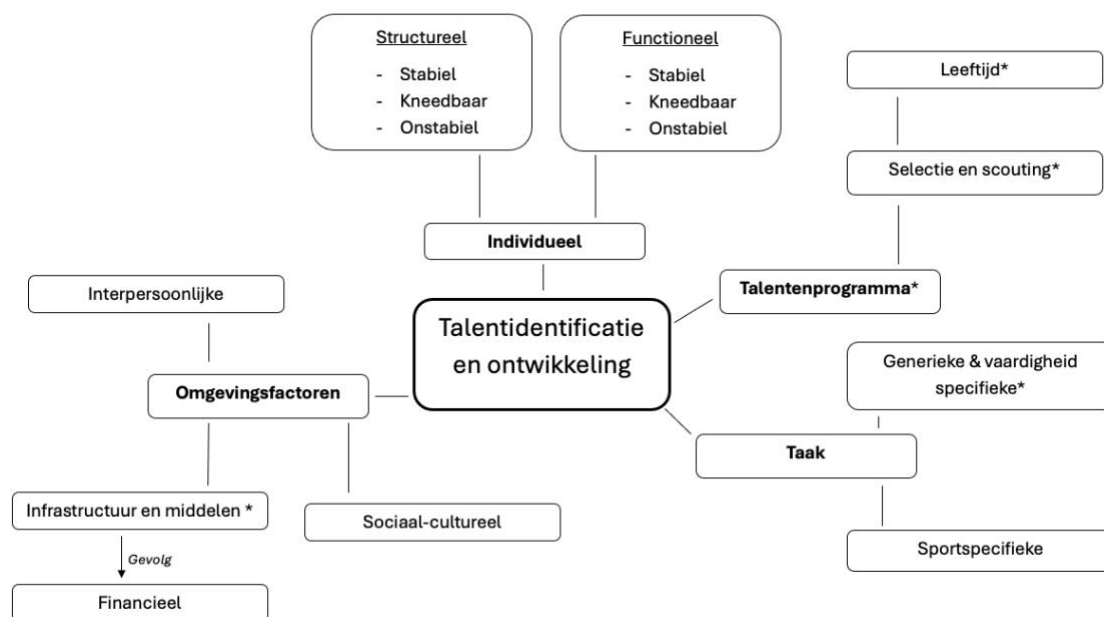 Structureel
- Stabiel
- Kneedbaar
- Onstabiel
Functioneel
- Stabiel
- Kneedbaar
- Onstabiel
Leeftijd*
Selectie en scouting*
Individueel
Talentenprogramma*
Interpersoonlijke
Talentidentificatie
en ontwikkeling
Generieke & vaardigheid
specifieke*
Omgevingsfactoren
Taak
Infrastructuur en middelen *
Sociaal-cultureel
Sportspecifieke
Gevolg
Financieel